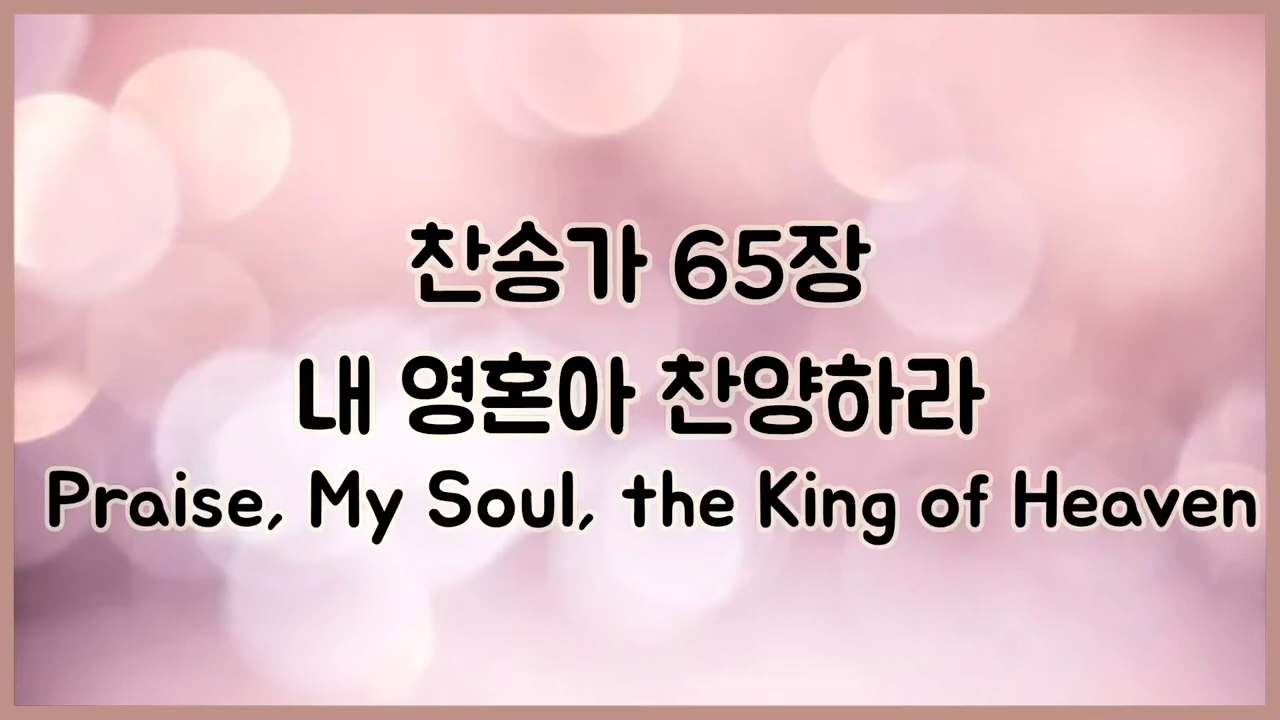 찬송가 65장
내 영혼아 찬양하라
Praise, My Soul, the King of Heaven